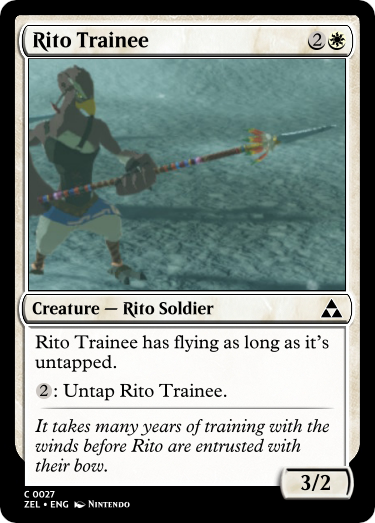 Rito Trainee 2
Creature — Rito Soldier
Rito Trainee has flying as long as it's
untapped.
2: Untap Rito Trainee.
It takes many years of training with the
winds before Rito are entrusted with
their bow.
3/2
C 0027
ZEL • ENG Nintendo